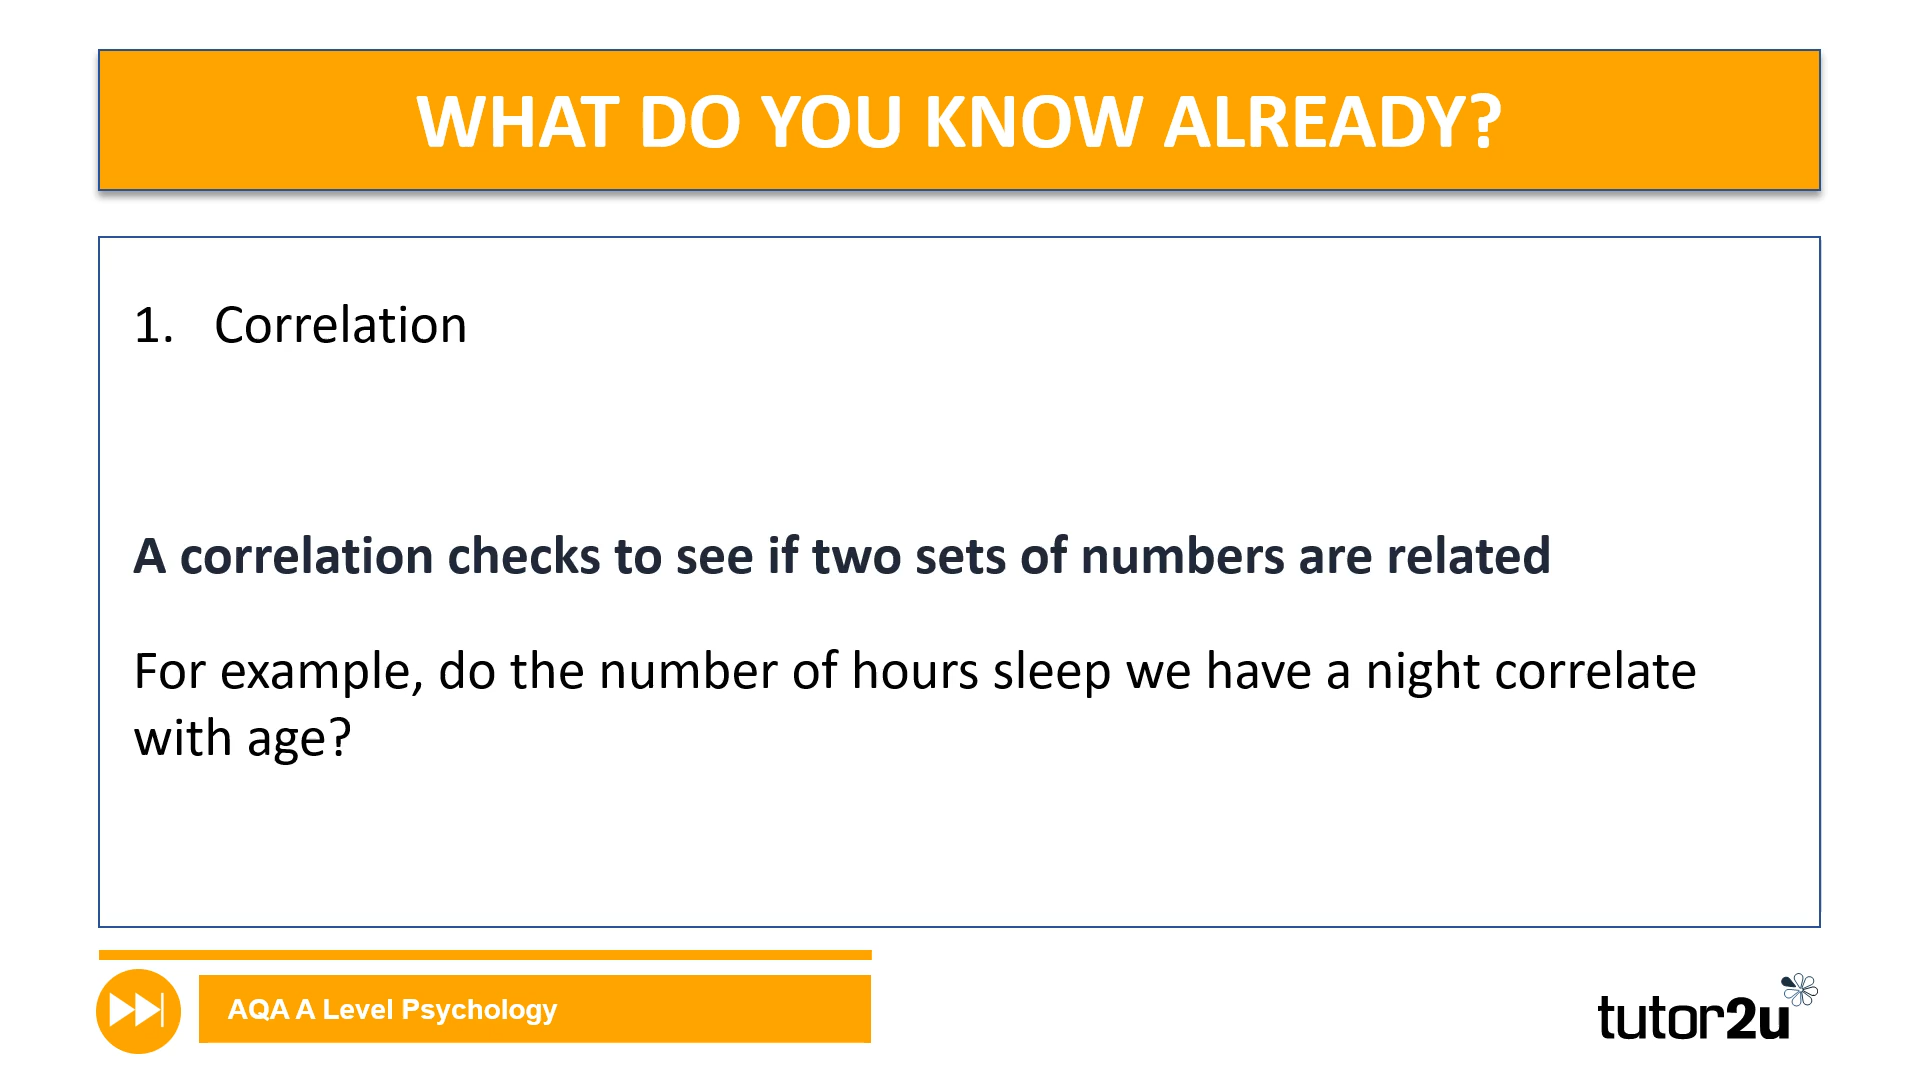 WHAT DO YOU KNOW ALREADY?
1. Correlation
A correlation checks to see if two sets of numbers are related
For example, do the number of hours sleep we have a night correlate
with age?
AQA A Level Psychology
tutor2u